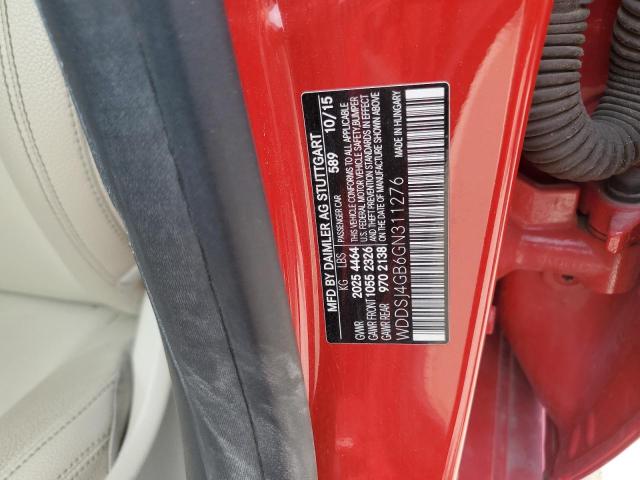 MFD BY DAIMLER AG STUTTGART
PASSENGER CAR 589 10/15
KG LBS
GVWR 2025 4464
GAWR FRONT 1055 2326
GAWR REAR 970 2138
THIS VEHICLE CONFORMS TO ALL APPLICABLE
U.S. FEDERAL MOTOR VEHICLE SAFETY, BUMPER
AND THEFT PREVENTION STANDARDS IN EFFECT
ON THE DATE OF MANUFACTURE SHOWN ABOVE
MADE IN HUNGARY
WDDSJ4GB6GN311276